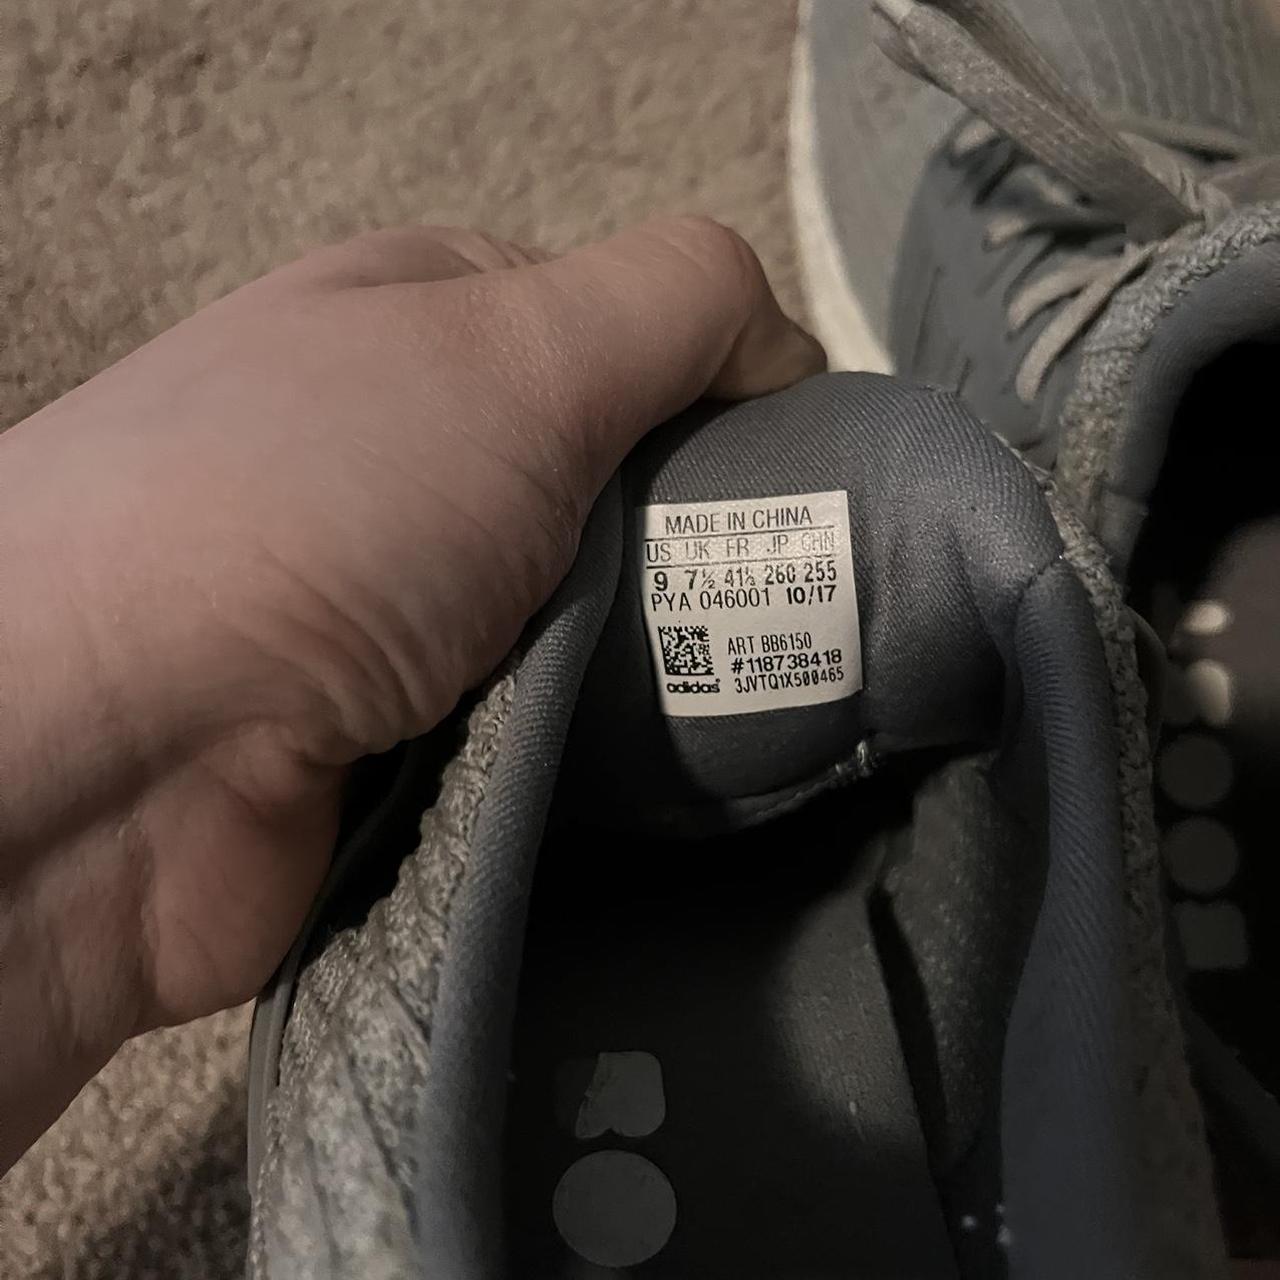 MADE IN CHINA
US UK FR JP CHN
9 7½ 41⅓ 260 255
PYA 046001 10/17
ART BB6150
#118738418
adidas 3JVTQ1X500465